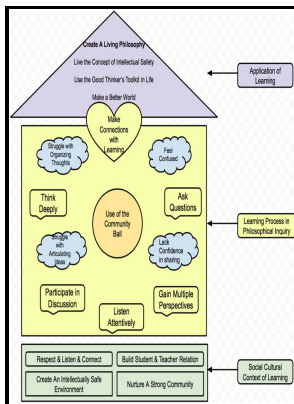 Create A Living Philosophy
Live the Concept of Intellectual Safety
Use the Good Thinker's Toolkit in Life
Make a Better World
Application of
Learning
Make
Connections
with
Learning
Struggle with
Organizing
Thoughts
Feel
Confused
Think
Deeply
Use of the
Community
Ball
Ask
Questions
Learning Process in
Philosophical Inquiry
Struggle
with
Articulating
Ideas
Lack
Confidence
in sharing
Participate in
Discussion
Listen
Attentively
Gain Multiple
Perspectives
Respect & Listen & Connect
Build Student & Teacher Relation
Create An Intellectually Safe
Environment
Nurture A Strong Community
Social Cultural
Context of Learning